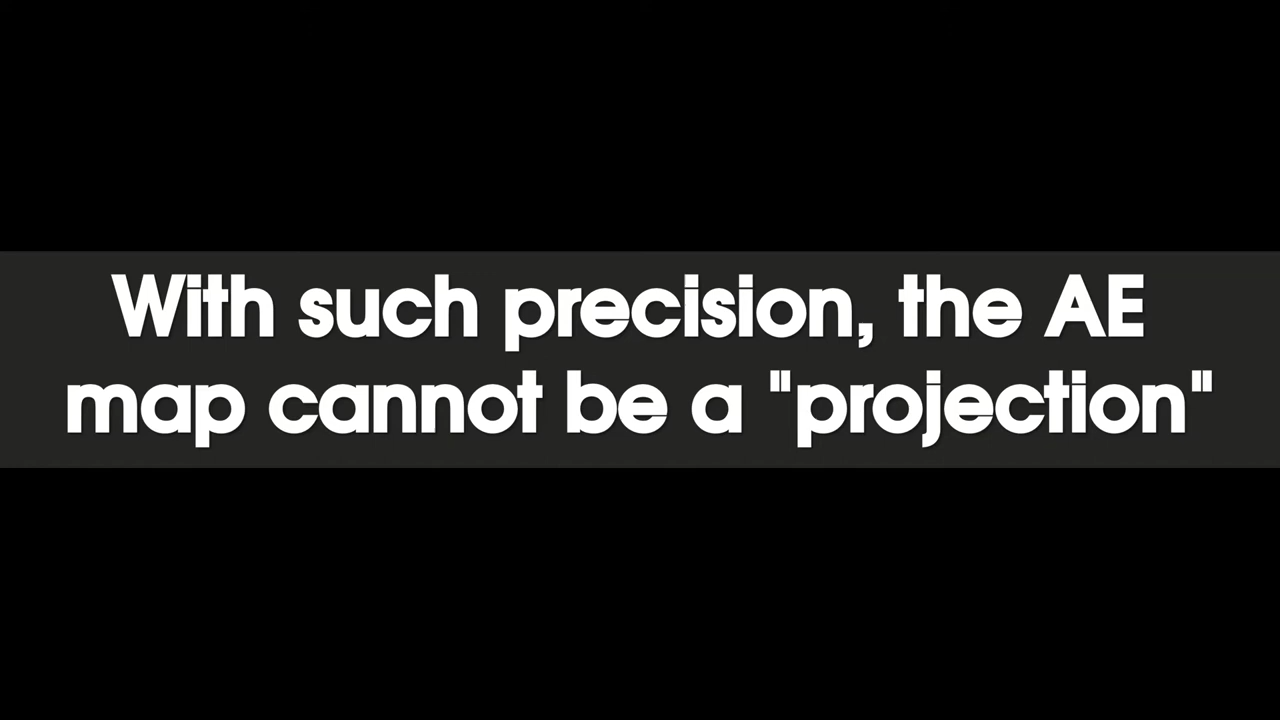 With such precision, the AE
map cannot be a "projection"